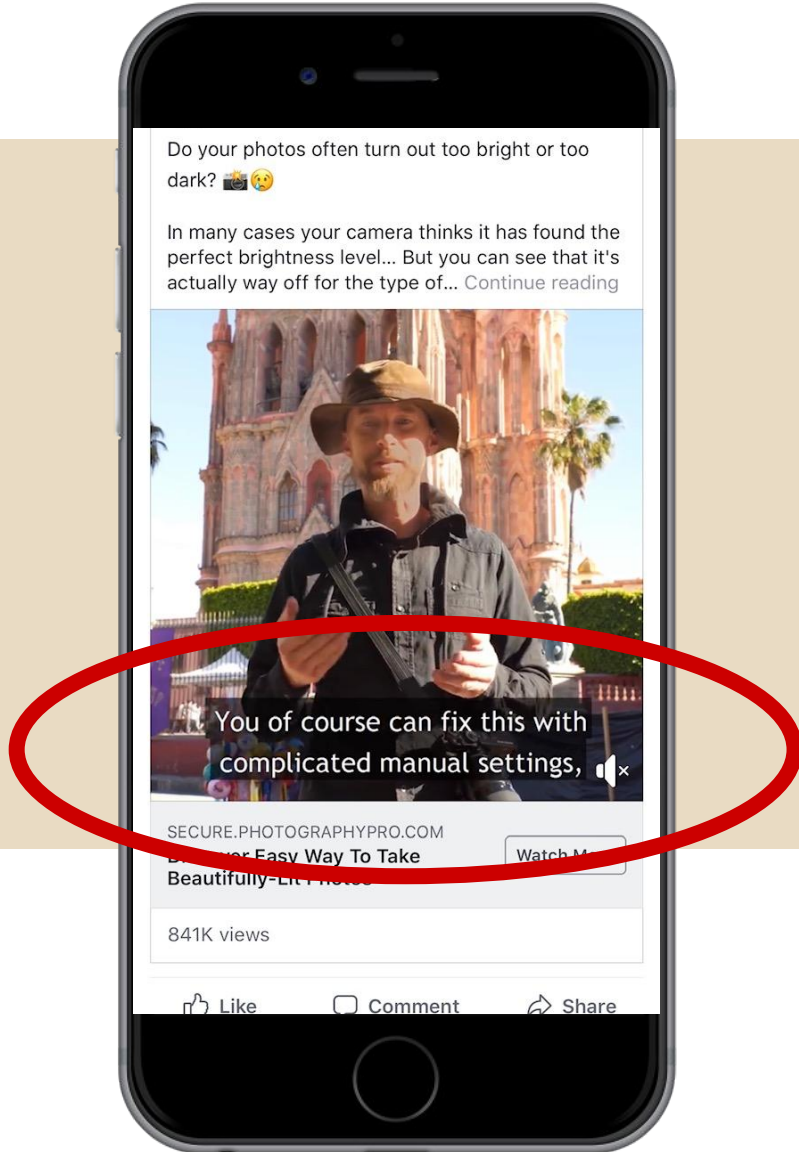 Do your photos often turn out too bright or too
dark? 📸😢
In many cases your camera thinks it has found the
perfect brightness level... But you can see that it's
actually way off for the type of... Continue reading
You of course can fix this with
complicated manual settings,
SECURE.PHOTOGRAPHYPRO.COM
Easy Way To Take
Watch
Beautifully-Lit
841K views
Like Comment Share